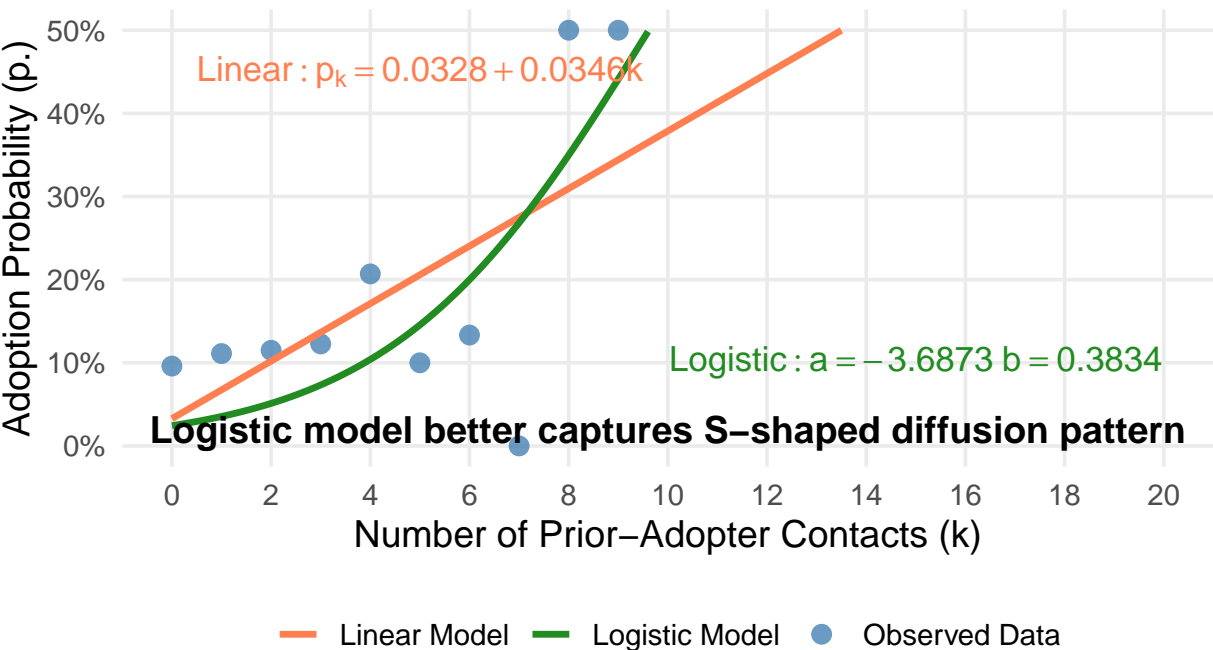 Adoption Probability (p.)
50%
40%
30%
20%
10%
0%
Linear : pₖ = 0.0328 + 0.0346k
Logistic : a = −3.6873 b = 0.3834
Logistic model better captures S−shaped diffusion pattern
0 2 4 6 8 10 12 14 16 18 20
Number of Prior−Adopter Contacts (k)
Linear Model Logistic Model Observed Data